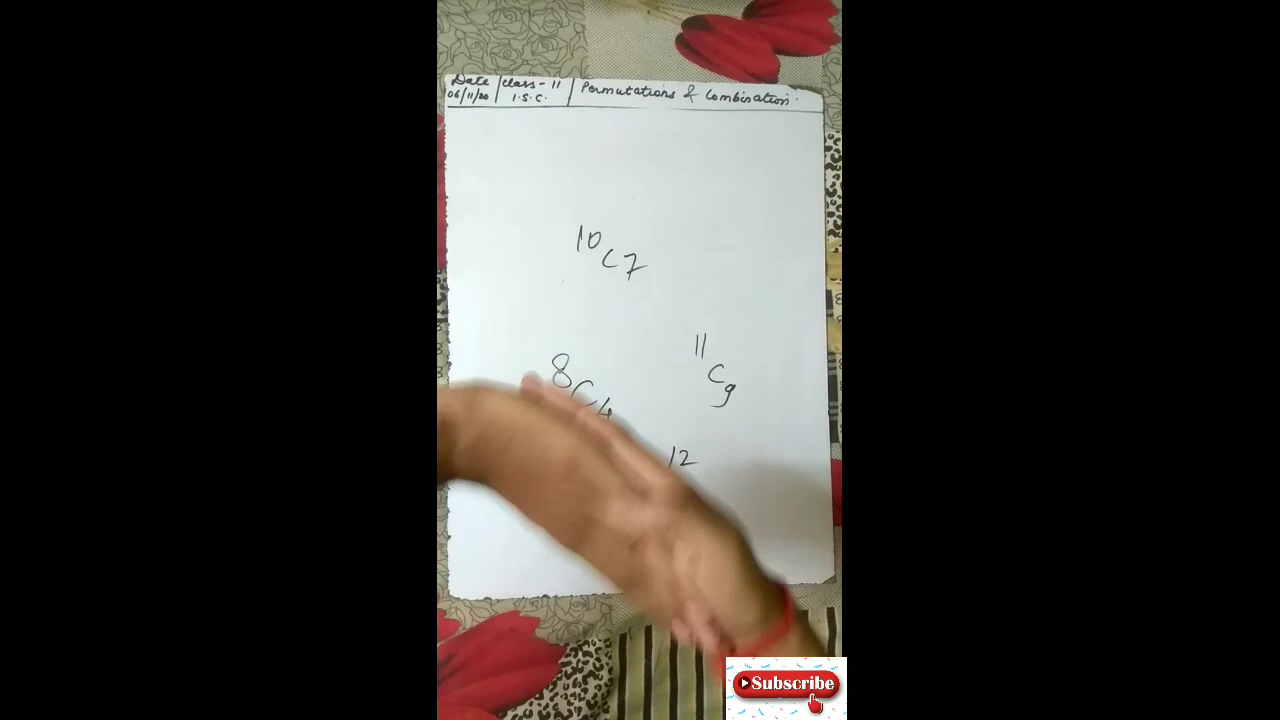 Date | Class - 11 | Permutations & Combination.
06/11/20 | I.S.C.
10C7
11C9
8C4
12
Subscribe